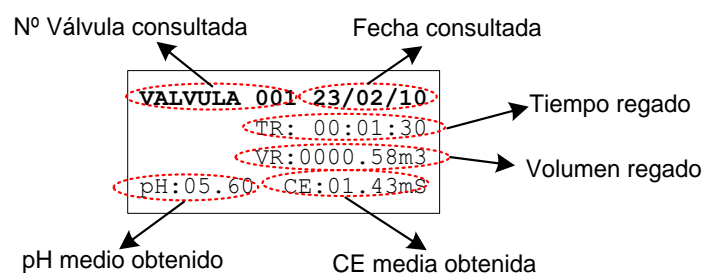 Nº Válvula consultada
Fecha consultada
VALVULA 001 23/02/10
TR: 00:01:30
Tiempo regado
VR:0000.58m3
Volumen regado
pH:05.60 CE:01.43mS
pH medio obtenido
CE media obtenida